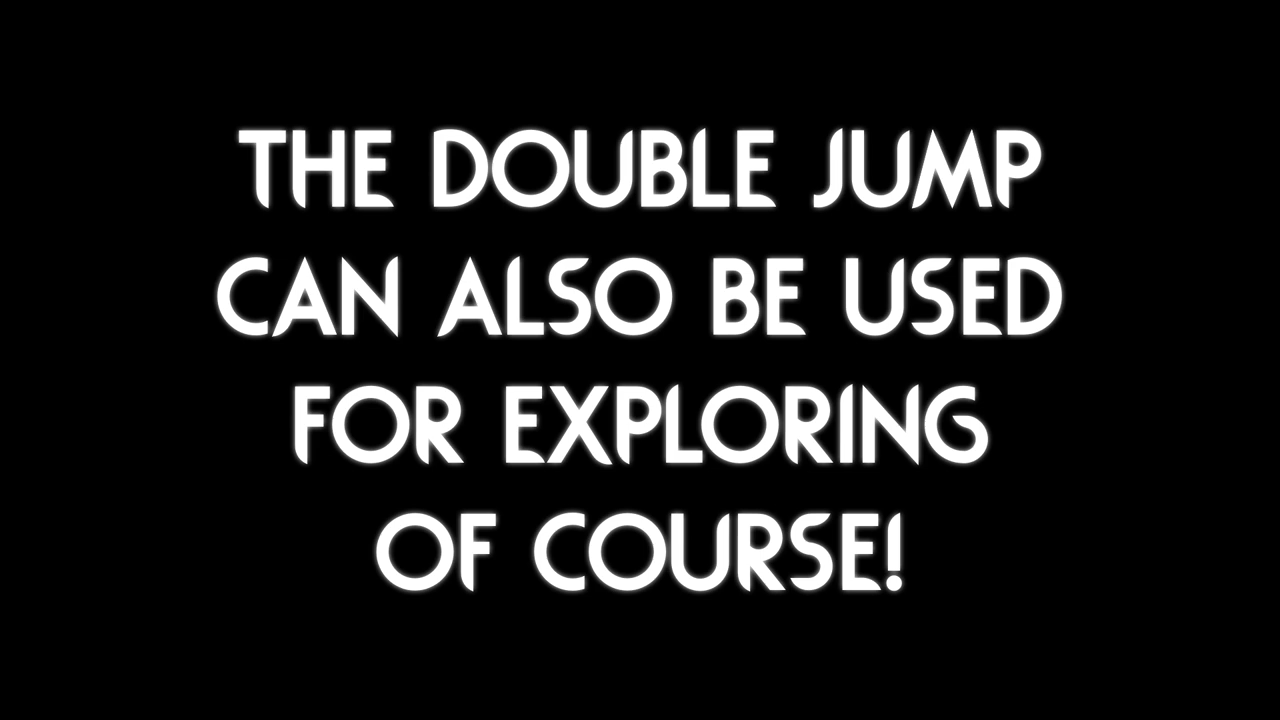 THE DOUBLE JUMP
CAN ALSO BE USED
FOR EXPLORING
OF COURSE!